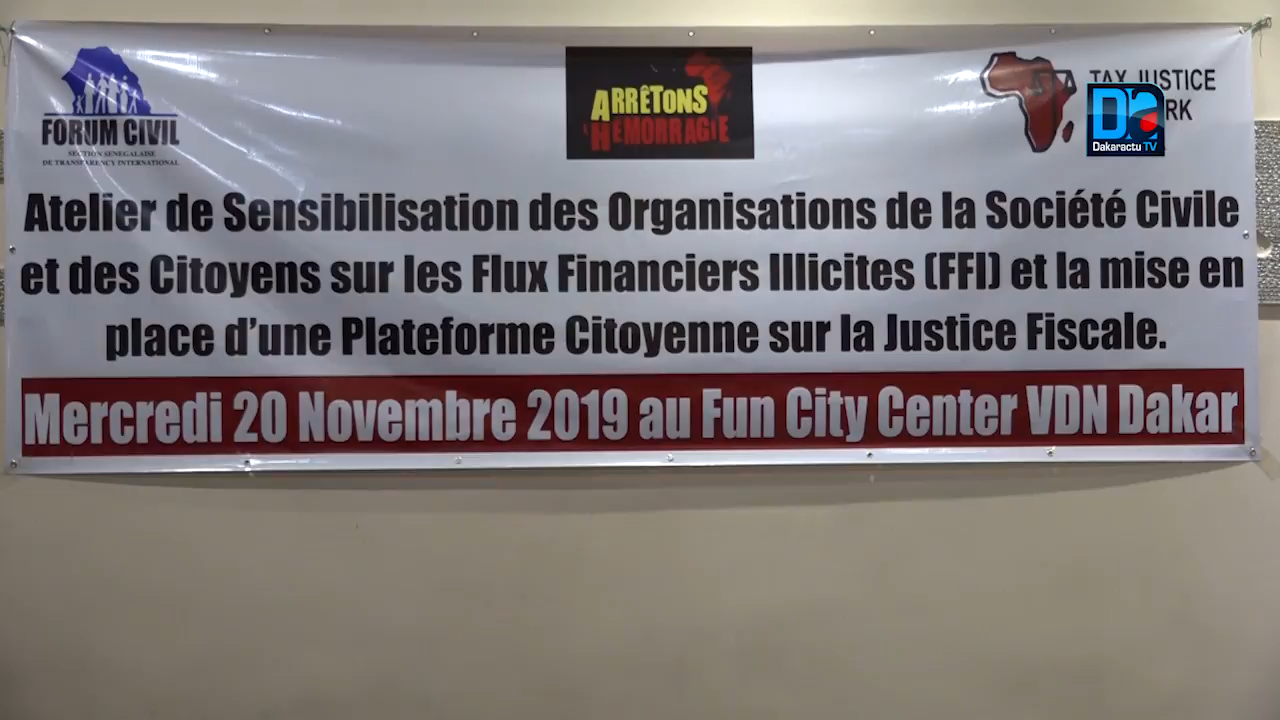 FORUM CIVIL
SECTION SENEGALAISE
DE TRANSPARENCY INTERNATIONAL
ARRÊTONS
L'HÉMORRAGIE
TAX JUSTICE
RK
Dakaractu TV
Atelier de Sensibilisation des Organisations de la Société Civile
et des Citoyens sur les Flux Financiers Illicites (FFI) et la mise en
place d'une Plateforme Citoyenne sur la Justice Fiscale.
Mercredi 20 Novembre 2019 au Fun City Center VDN Dakar